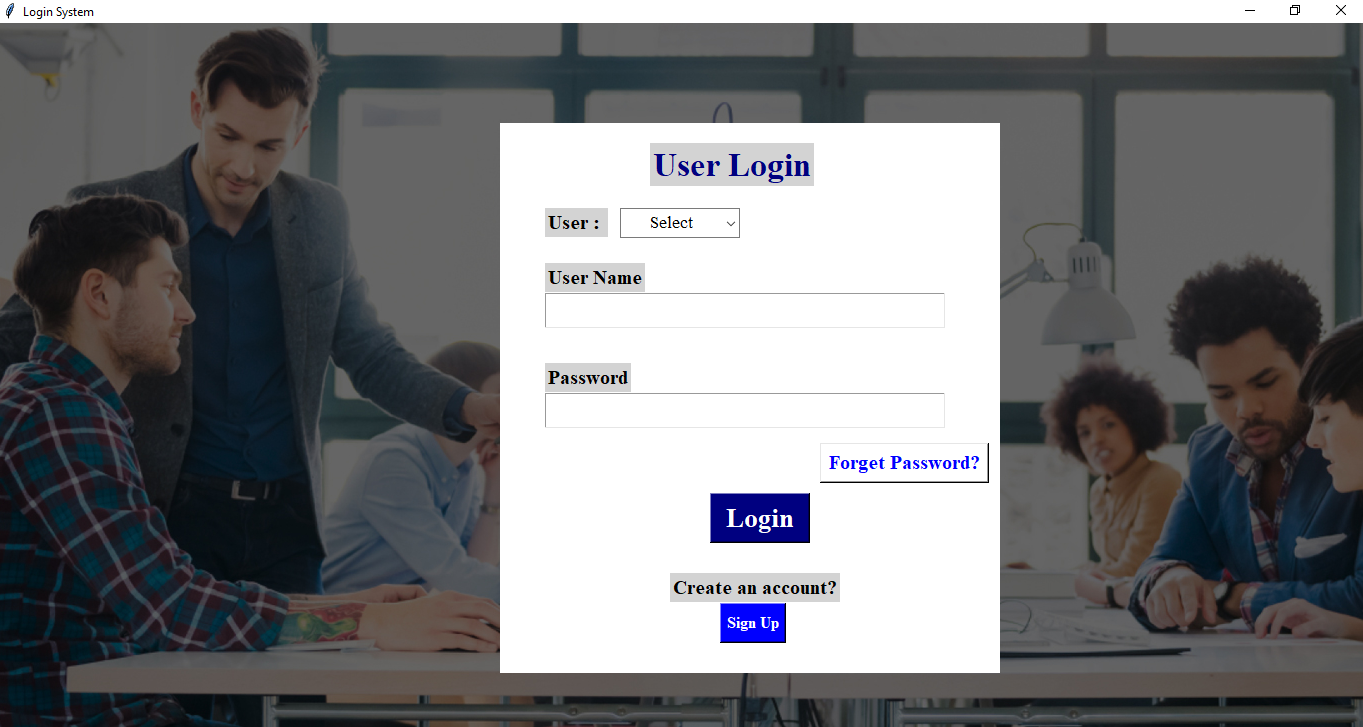 Login System
User Login
User : Select
User Name
Password
Forget Password?
Login
Create an account?
Sign Up